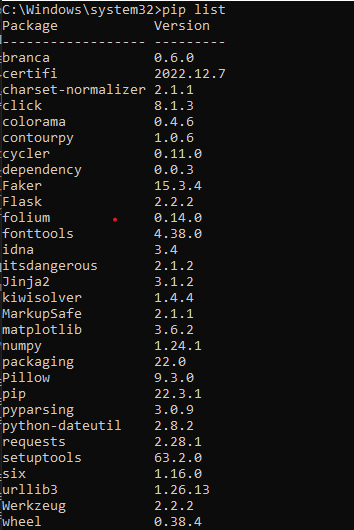 C:\Windows\system32>pip list
Package Version
------------------ ---------
branca 0.6.0
certifi 2022.12.7
charset-normalizer 2.1.1
click 8.1.3
colorama 0.4.6
contourpy 1.0.6
cycler 0.11.0
dependency 0.0.3
Faker 15.3.4
Flask 2.2.2
folium 0.14.0
fonttools 4.38.0
idna 3.4
itsdangerous 2.1.2
Jinja2 3.1.2
kiwisolver 1.4.4
MarkupSafe 2.1.1
matplotlib 3.6.2
numpy 1.24.1
packaging 22.0
Pillow 9.3.0
pip 22.3.1
pyparsing 3.0.9
python-dateutil 2.8.2
requests 2.28.1
setuptools 63.2.0
six 1.16.0
urllib3 1.26.13
Werkzeug 2.2.2
wheel 0.38.4